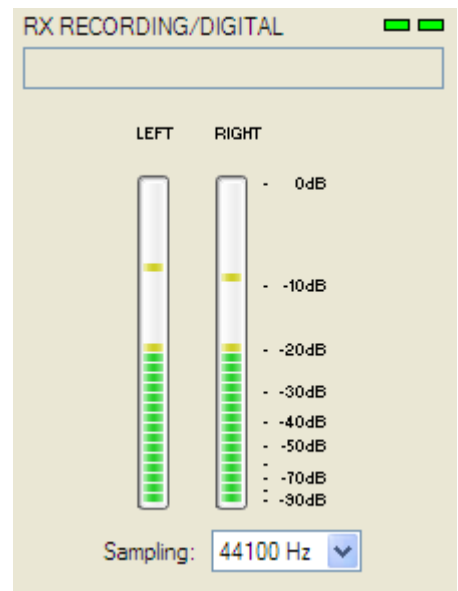 RX RECORDING/DIGITAL
LEFT RIGHT
- 0dB
- -10dB
- -20dB
- -30dB
- -40dB
- -50dB
- -70dB
- -90dB
Sampling: 44100 Hz